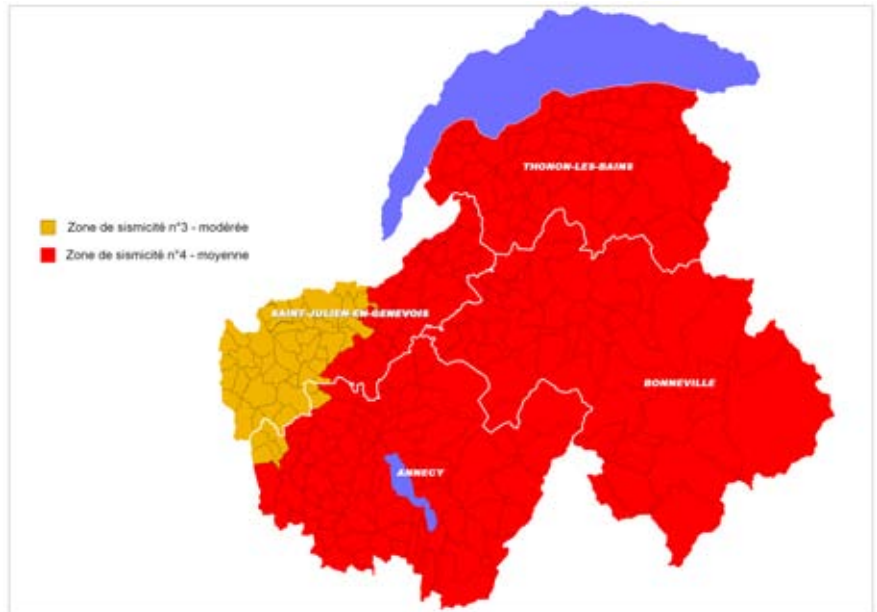 THONON-LES-BAINS
Zone de sismicité n°3 - modérée
Zone de sismicité n°4 - moyenne
SAINT-JULIEN-EN-GENEVOIS
BONNEVILLE
ANNECY